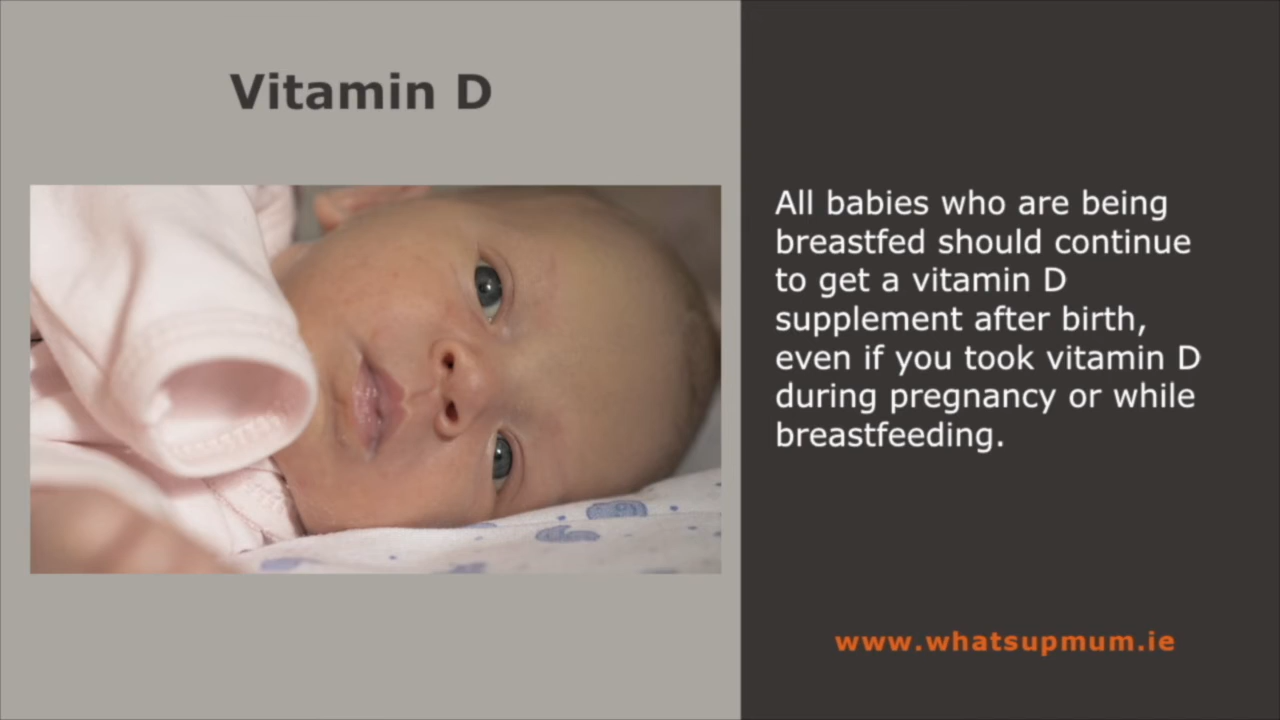 Vitamin D
All babies who are being
breastfed should continue
to get a vitamin D
supplement after birth,
even if you took vitamin D
during pregnancy or while
breastfeeding.
www.whatsupmum.ie